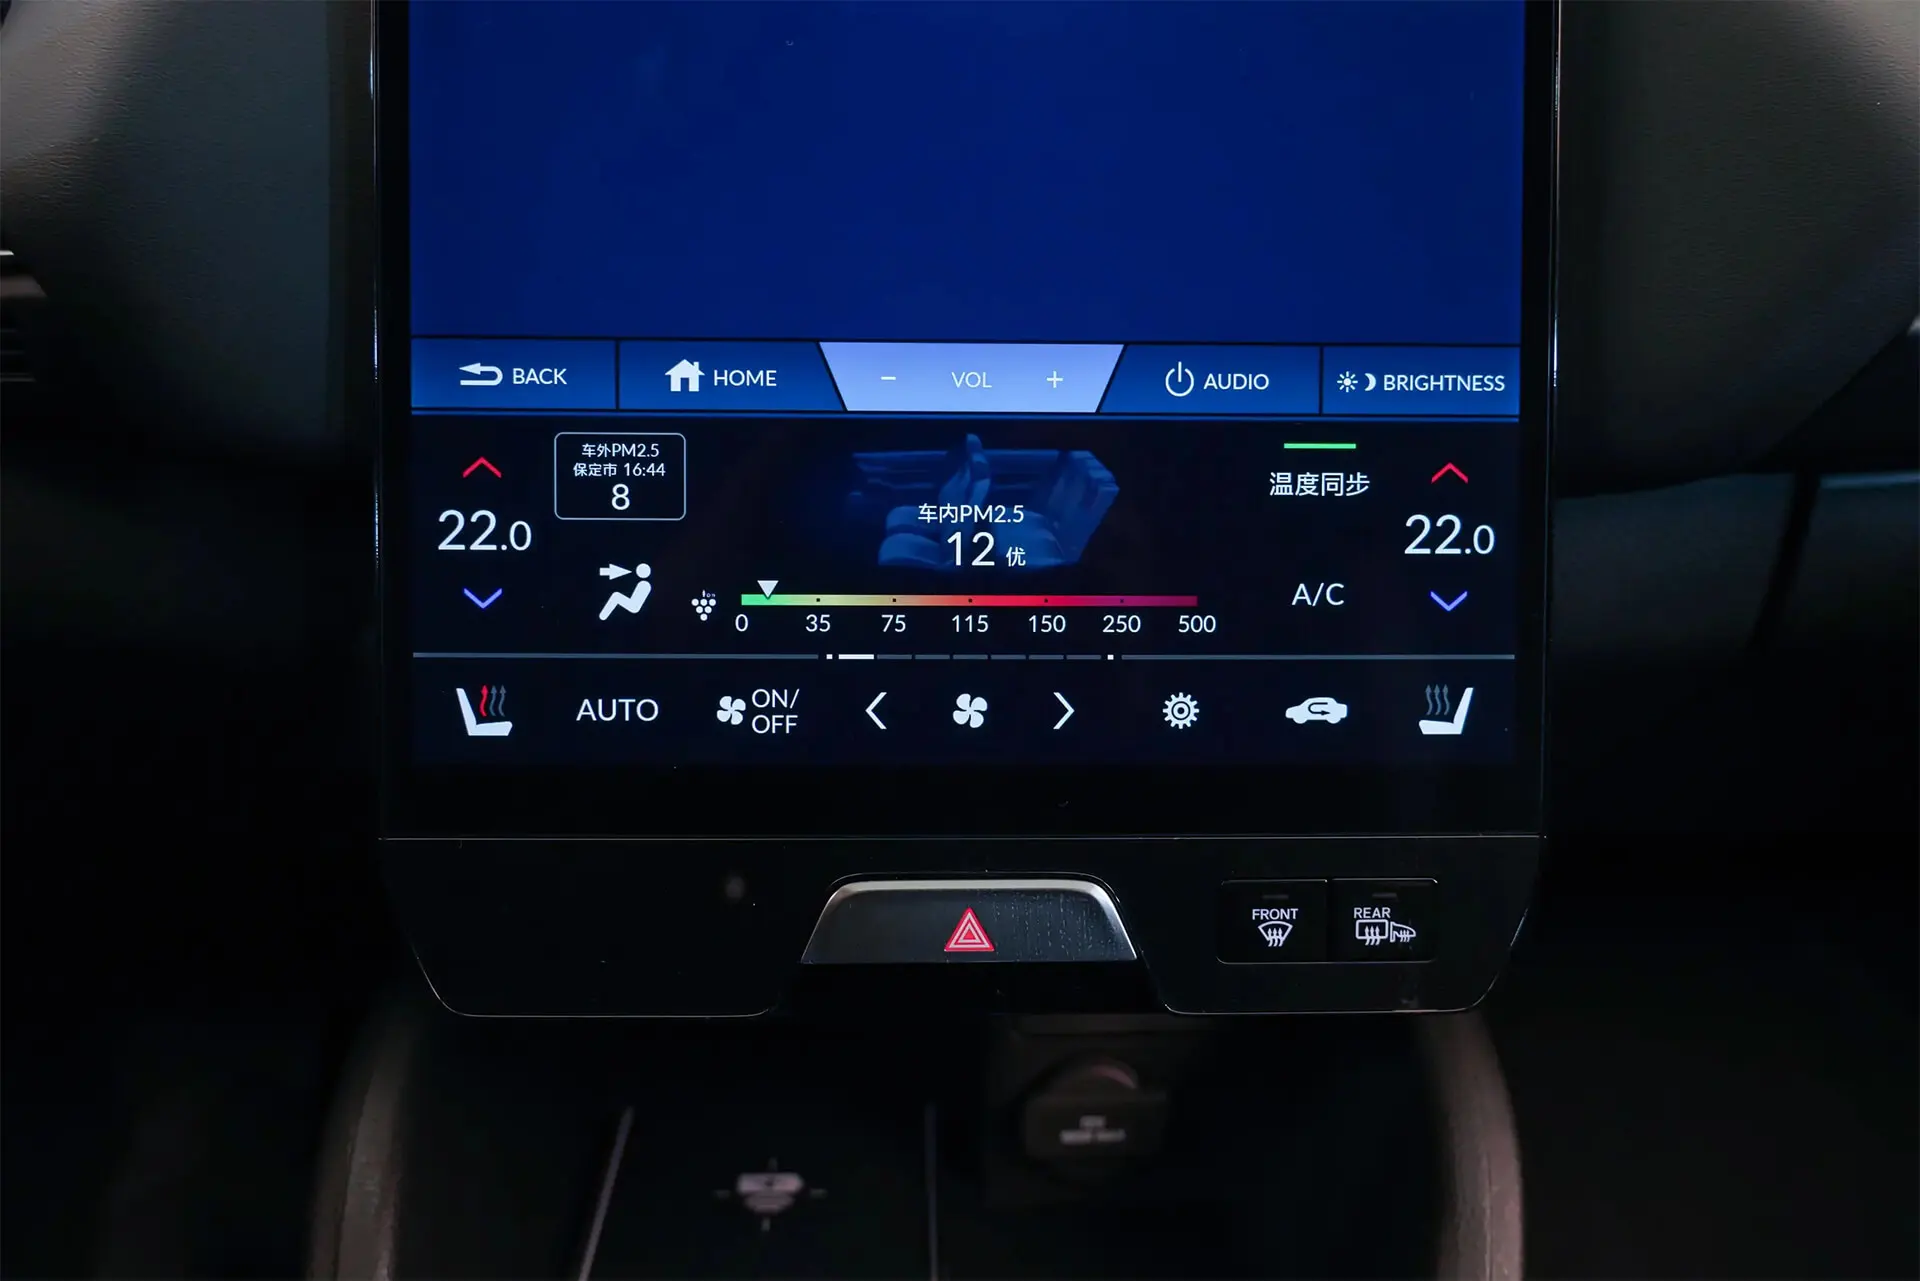 BACK
HOME
− VOL +
AUDIO
BRIGHTNESS
车外PM2.5
保定市 16:44
8
22.0
车内PM2.5
12 优
温度同步
22.0
A/C
0 35 75 115 150 250 500
AUTO
ON/
OFF
FRONT
REAR